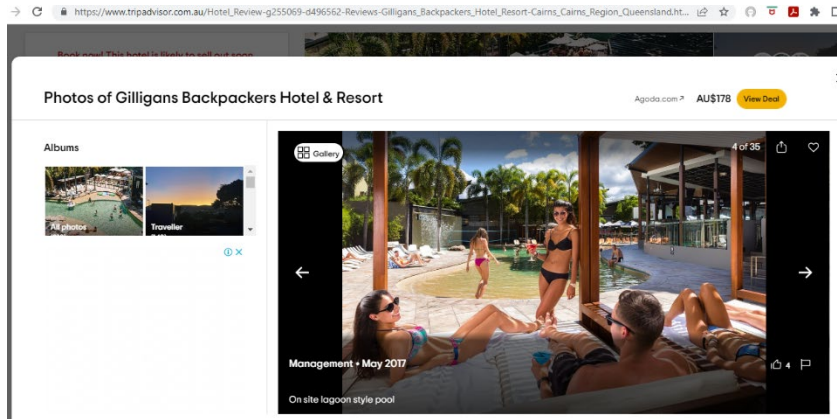 https://www.tripadvisor.com.au/Hotel_Review-g255069-d496562-Reviews-Gilligans_Backpackers_Hotel_Resort-Cairns_Cairns_Region_Queensland.ht...
Book now! This hotel is likely to sell out soon
Photos of Gilligans Backpackers Hotel & Resort
Agoda.com
AU$178
View Deal
Albums
All photos
Traveller
Gallery
4 of 35
Management • May 2017
4
On site lagoon style pool